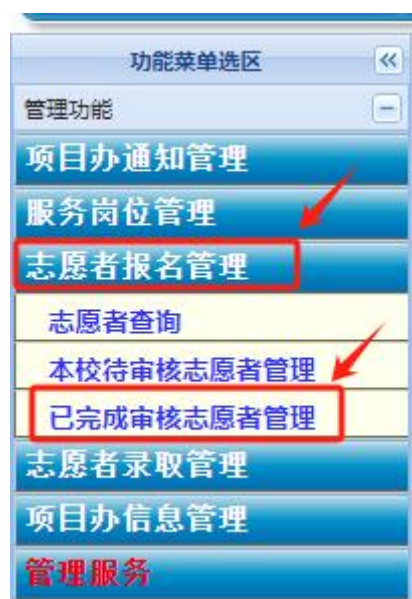 功能菜单选区
管理功能
项目办通知管理
服务岗位管理
志愿者报名管理
志愿者查询
本校待审核志愿者管理
已完成审核志愿者管理
志愿者录取管理
项目办信息管理
管理服务